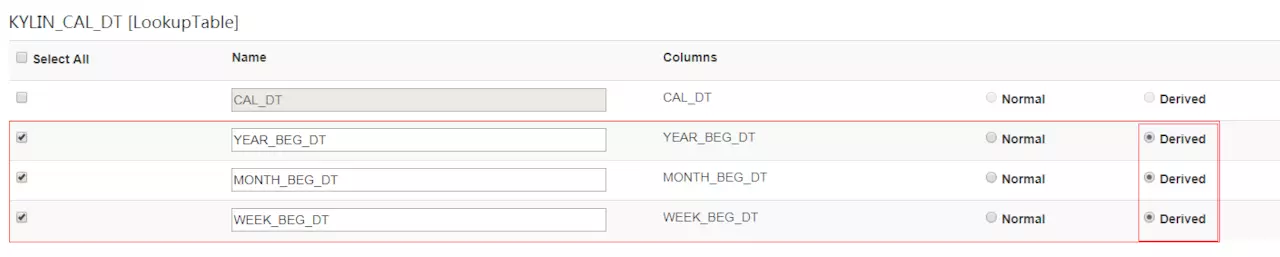 KYLIN_CAL_DT [LookupTable]
Select All Name Columns
CAL_DT CAL_DT Normal Derived
YEAR_BEG_DT YEAR_BEG_DT Normal Derived
MONTH_BEG_DT MONTH_BEG_DT Normal Derived
WEEK_BEG_DT WEEK_BEG_DT Normal Derived